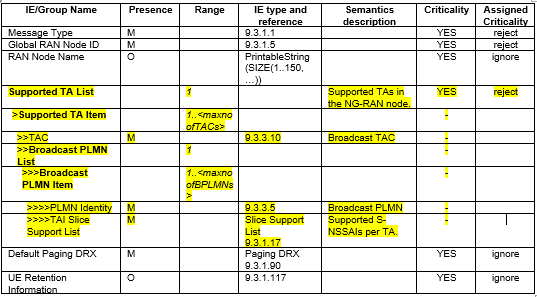 IE/Group Name Presence Range IE type and reference Semantics description Criticality Assigned Criticality
Message Type M 9.3.1.1 YES reject
Global RAN Node ID M 9.3.1.5 YES reject
RAN Node Name O PrintableString (SIZE(1..150, …)) YES ignore
Supported TA List 1 Supported TAs in the NG-RAN node. YES reject
>Supported TA Item 1..<maxnoofTACs> -
>>TAC M 9.3.3.10 Broadcast TAC -
>>Broadcast PLMN List 1 -
>>>Broadcast PLMN Item 1..<maxnoofBPLMNs> -
>>>>PLMN Identity M 9.3.3.5 Broadcast PLMN -
>>>>TAI Slice Support List M Slice Support List 9.3.1.17 Supported S-NSSAIs per TA. -
Default Paging DRX M Paging DRX 9.3.1.90 YES ignore
UE Retention Information O 9.3.1.117 YES ignore